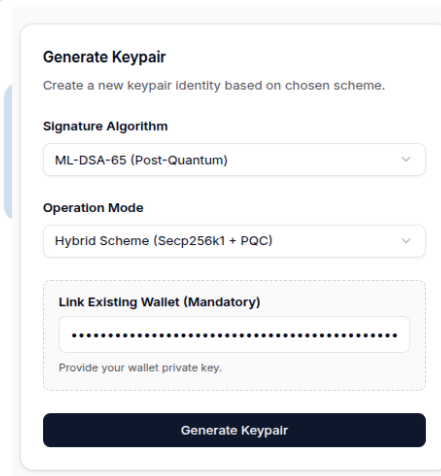 Generate Keypair
Create a new keypair identity based on chosen scheme.
Signature Algorithm
ML-DSA-65 (Post-Quantum)
Operation Mode
Hybrid Scheme (Secp256k1 + PQC)
Link Existing Wallet (Mandatory)
Provide your wallet private key.
Generate Keypair